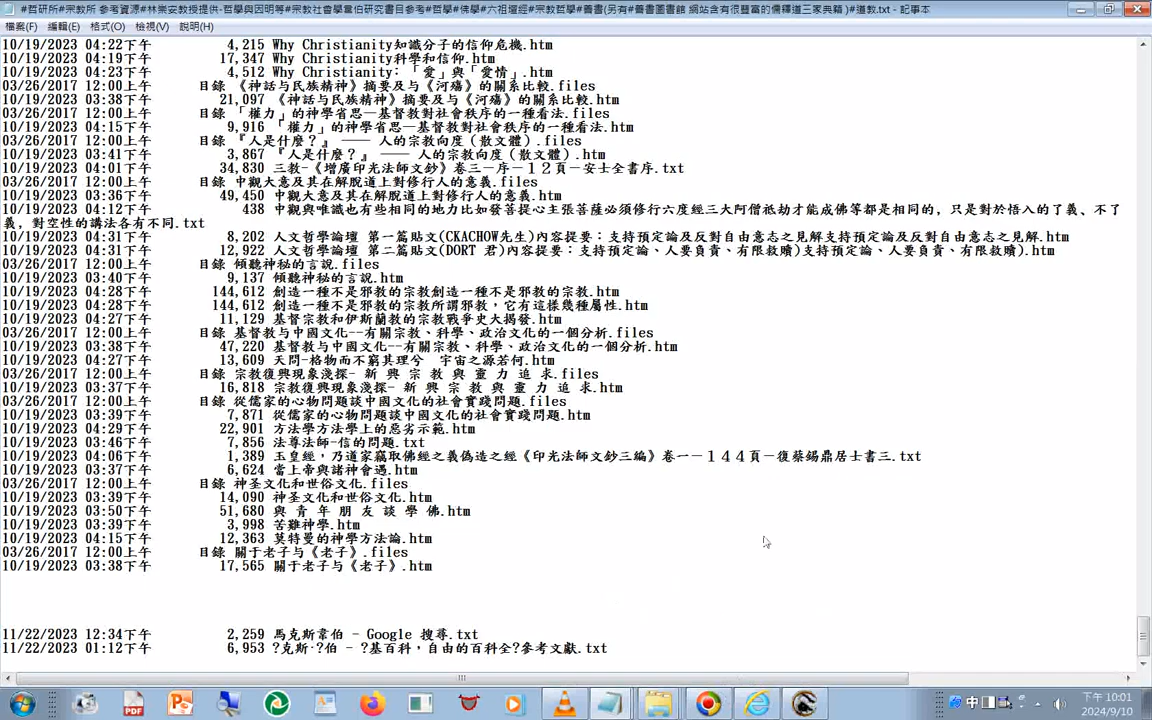 #哲研所#宗教所 參考資源#林崇安教授提供-哲學與因明等#宗教社會學韋伯研究書目參考#哲學#佛學#六祖壇經#宗教哲學#善書(另有#善書圖書館 網站含有很豐富的儒釋道三家典籍 )#道教.txt - 記事本
檔案(F) 編輯(E) 格式(O) 檢視(V) 說明(H)
10/19/2023 04:22下午 4,215 Why Christianity知識分子的信仰危機.htm
10/19/2023 04:19下午 17,347 Why Christianity科學和信仰.htm
10/19/2023 04:23下午 4,512 Why Christianity: 「愛」與「愛情」.htm
03/26/2017 12:00上午 目錄 《神話与民族精神》摘要及与《河殤》的關系比較.files
10/19/2023 03:38下午 21,097 《神話与民族精神》摘要及与《河殤》的關系比較.htm
03/26/2017 12:00上午 目錄 「權力」的神學省思─基督教對社會秩序的一種看法.files
10/19/2023 04:15下午 9,916 「權力」的神學省思─基督教對社會秩序的一種看法.htm
03/26/2017 12:00上午 目錄 『人是什麼？』 ── 人的宗教向度（散文體）.files
10/19/2023 03:41下午 3,867 『人是什麼？』 ── 人的宗教向度（散文體）.htm
10/19/2023 04:01下午 34,830 三教-《增廣印光法師文鈔》卷三－序－１２頁－安士全書序.txt
03/26/2017 12:00上午 目錄 中觀大意及其在解脫道上對修行人的意義.files
10/19/2023 03:36下午 49,450 中觀大意及其在解脫道上對修行人的意義.htm
10/19/2023 04:12下午 438 中觀與唯識也有些相同的地力比如發菩提心主張菩薩必須修行六度經三大阿僧祇劫才能成佛等都是相同的，只是對於悟入的了義、不了
義，對空性的講法各有不同.txt
10/19/2023 04:31下午 8,202 人文哲學論壇 第一篇貼文(CKACHOW先生)內容提要：支持預定論及反對自由意志之見解支持預定論及反對自由意志之見解.htm
10/19/2023 04:31下午 12,922 人文哲學論壇 第二篇貼文(DORT 君)內容提要：支持預定論、人要負責、有限救贖)支持預定論、人要負責、有限救贖).htm
03/26/2017 12:00上午 目錄 傾聽神秘的言說.files
10/19/2023 03:40下午 9,137 傾聽神秘的言說.htm
10/19/2023 04:28下午 144,612 創造一種不是邪教的宗教創造一種不是邪教的宗教.htm
10/19/2023 04:28下午 144,612 創造一種不是邪教的宗教所謂邪教，它有這樣幾種屬性.htm
10/19/2023 04:27下午 11,129 基督宗教和伊斯蘭教的宗教戰爭史大揭發.htm
03/26/2017 12:00上午 目錄 基督教与中國文化--有關宗教、科學、政治文化的一個分析.files
10/19/2023 03:38下午 47,220 基督教与中國文化--有關宗教、科學、政治文化的一個分析.htm
10/19/2023 04:27下午 13,609 天問-格物而不窮其理兮　宇宙之源若何.htm
03/26/2017 12:00上午 目錄 宗教復興現象淺探- 新 興 宗 教 與 靈 力 追 求.files
10/19/2023 03:37下午 16,818 宗教復興現象淺探- 新 興 宗 教 與 靈 力 追 求.htm
03/26/2017 12:00上午 目錄 從儒家的心物問題談中國文化的社會實踐問題.files
10/19/2023 03:39下午 7,871 從儒家的心物問題談中國文化的社會實踐問題.htm
10/19/2023 04:29下午 22,901 方法學方法學上的惡劣示範.htm
10/19/2023 03:46下午 7,856 法尊法師-信的問題.txt
10/19/2023 04:06下午 1,389 玉皇經，乃道家竊取佛經之義偽造之經《印光法師文鈔三編》卷一－１４４頁－復蔡錫鼎居士書三.txt
10/19/2023 03:39下午 6,624 當上帝與諸神會遇.htm
03/26/2017 12:00上午 目錄 神圣文化和世俗文化.files
10/19/2023 03:39下午 14,090 神圣文化和世俗文化.htm
10/19/2023 03:50下午 51,680 與 青 年 朋 友 談 學 佛.htm
10/19/2023 03:39下午 3,998 苦難神學.htm
10/19/2023 04:15下午 12,363 莫特曼的神學方法論.htm
03/26/2017 12:00上午 目錄 關于老子与《老子》.files
10/19/2023 03:38下午 17,565 關于老子与《老子》.htm
11/22/2023 12:34下午 2,259 馬克斯韋伯 - Google 搜尋.txt
11/22/2023 01:12下午 6,953 ?克斯·?伯 - ?基百科，自由的百科全?參考文獻.txt
中
下午 10:01
2024/9/10